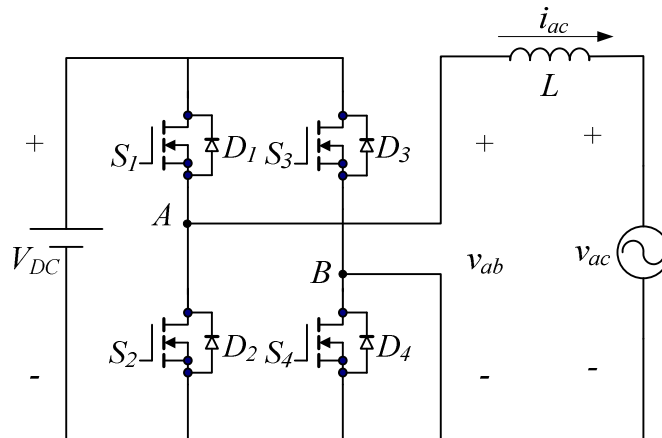 i_ac
L
+
S_1
D_1
S_3
D_3
+
+
A
V_DC
B
v_ab
v_ac
S_2
D_2
S_4
D_4
-
-
-